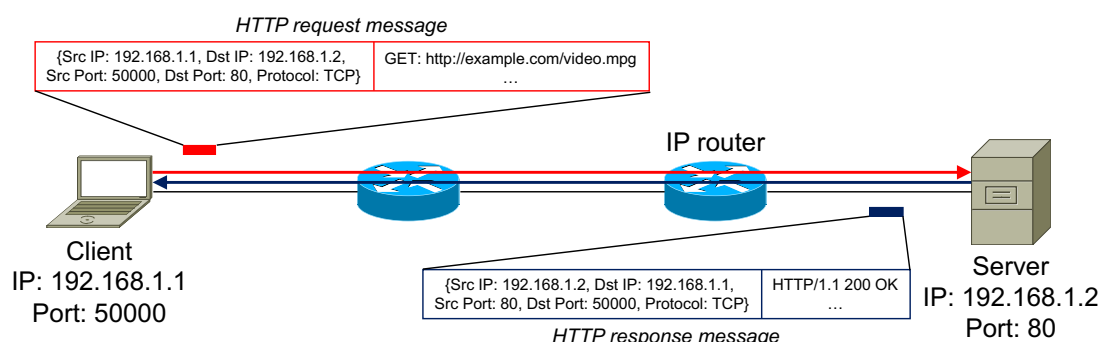 HTTP request message
{Src IP: 192.168.1.1, Dst IP: 192.168.1.2,
Src Port: 50000, Dst Port: 80, Protocol: TCP}
GET: http://example.com/video.mpg
…
IP router
Client
IP: 192.168.1.1
Port: 50000
{Src IP: 192.168.1.2, Dst IP: 192.168.1.1,
Src Port: 80, Dst Port: 50000, Protocol: TCP}
HTTP/1.1 200 OK
…
HTTP response message
Server
IP: 192.168.1.2
Port: 80